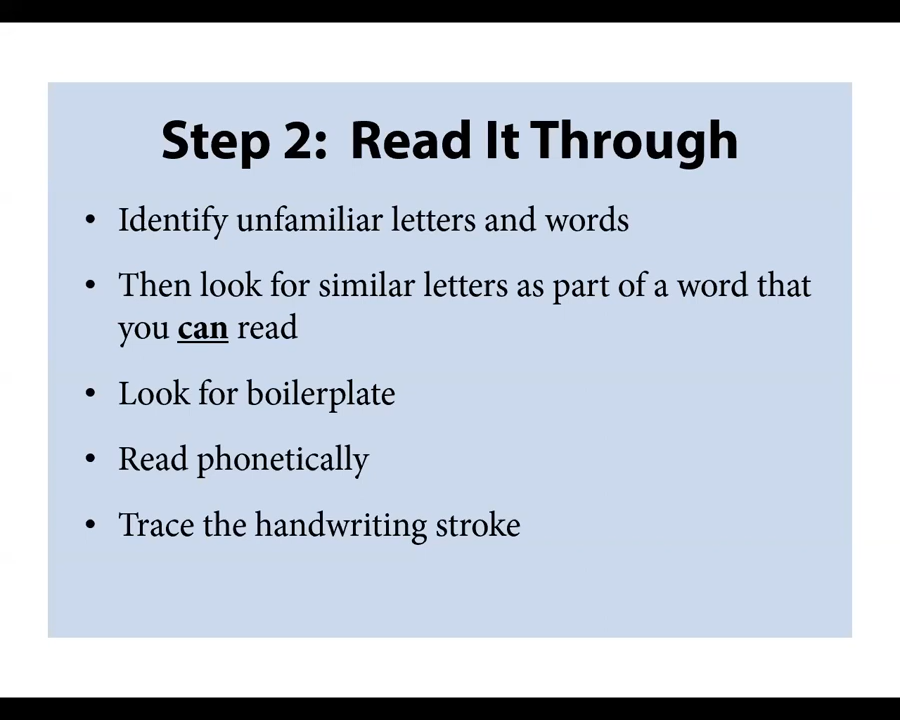 Step 2:  Read It Through
• Identify unfamiliar letters and words
• Then look for similar letters as part of a word that
you can read
• Look for boilerplate
• Read phonetically
• Trace the handwriting stroke